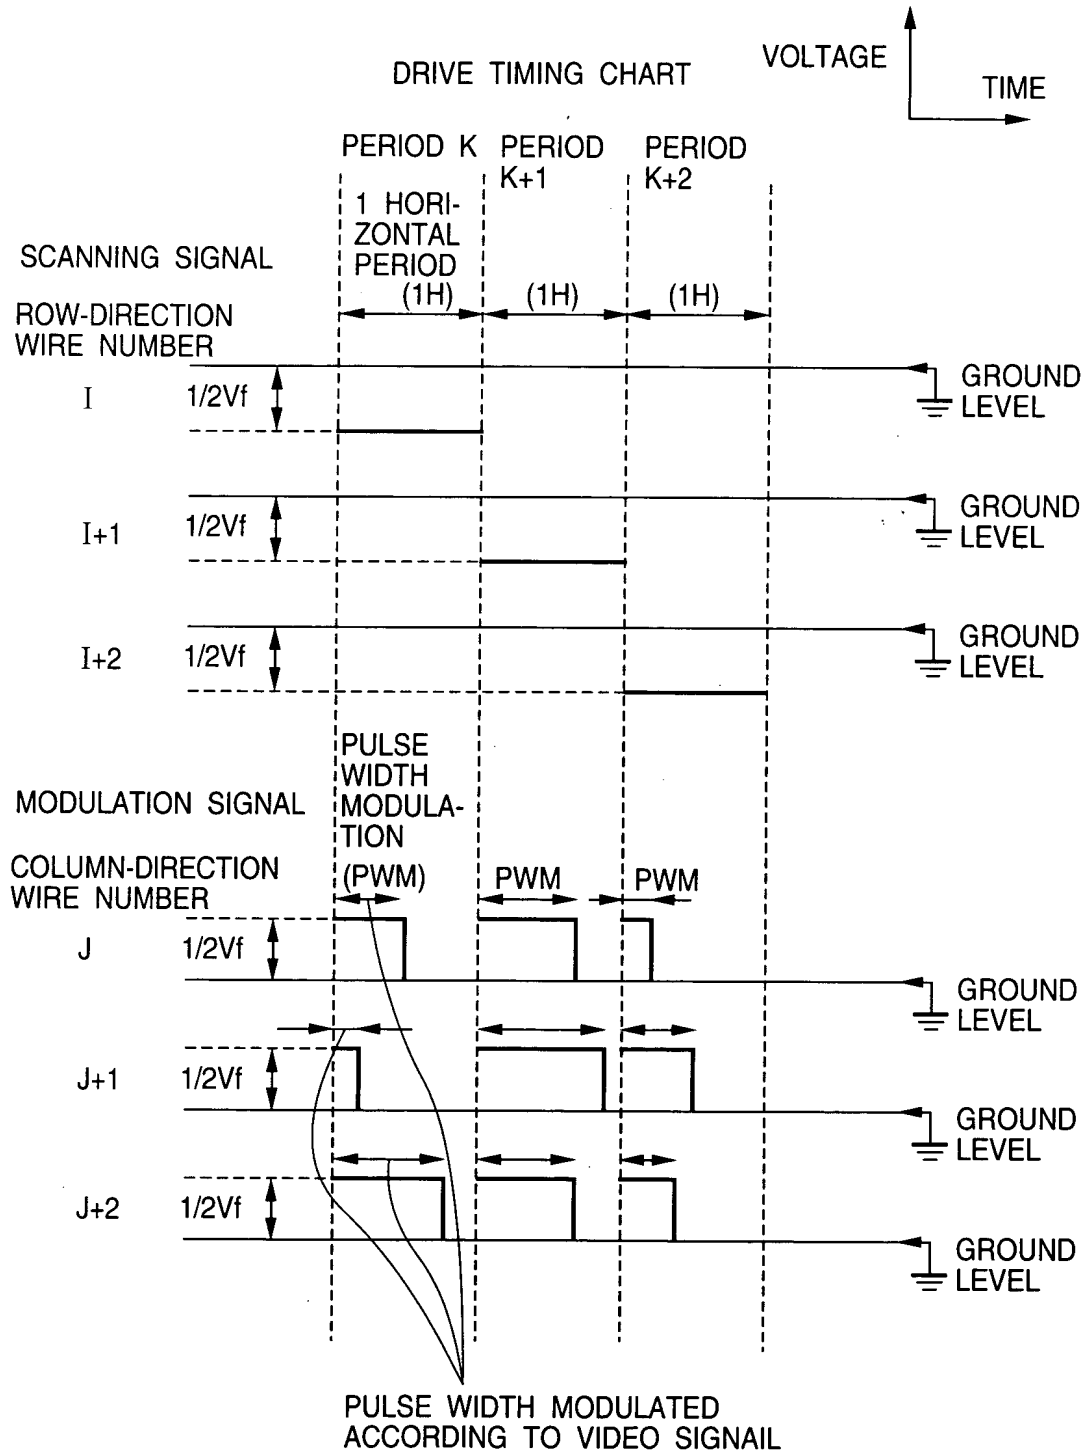 DRIVE TIMING CHART
VOLTAGE
TIME
PERIOD K
PERIOD
K+1
PERIOD
K+2
1 HORI-
ZONTAL
PERIOD
(1H)
(1H)
(1H)
SCANNING SIGNAL
ROW-DIRECTION
WIRE NUMBER
I
1/2Vf
GROUND
LEVEL
I+1
1/2Vf
GROUND
LEVEL
I+2
1/2Vf
GROUND
LEVEL
PULSE
WIDTH
MODULA-
TION
(PWM)
MODULATION SIGNAL
COLUMN-DIRECTION
WIRE NUMBER
PWM
PWM
J
1/2Vf
GROUND
LEVEL
J+1
1/2Vf
GROUND
LEVEL
J+2
1/2Vf
GROUND
LEVEL
PULSE WIDTH MODULATED
ACCORDING TO VIDEO SIGNAIL